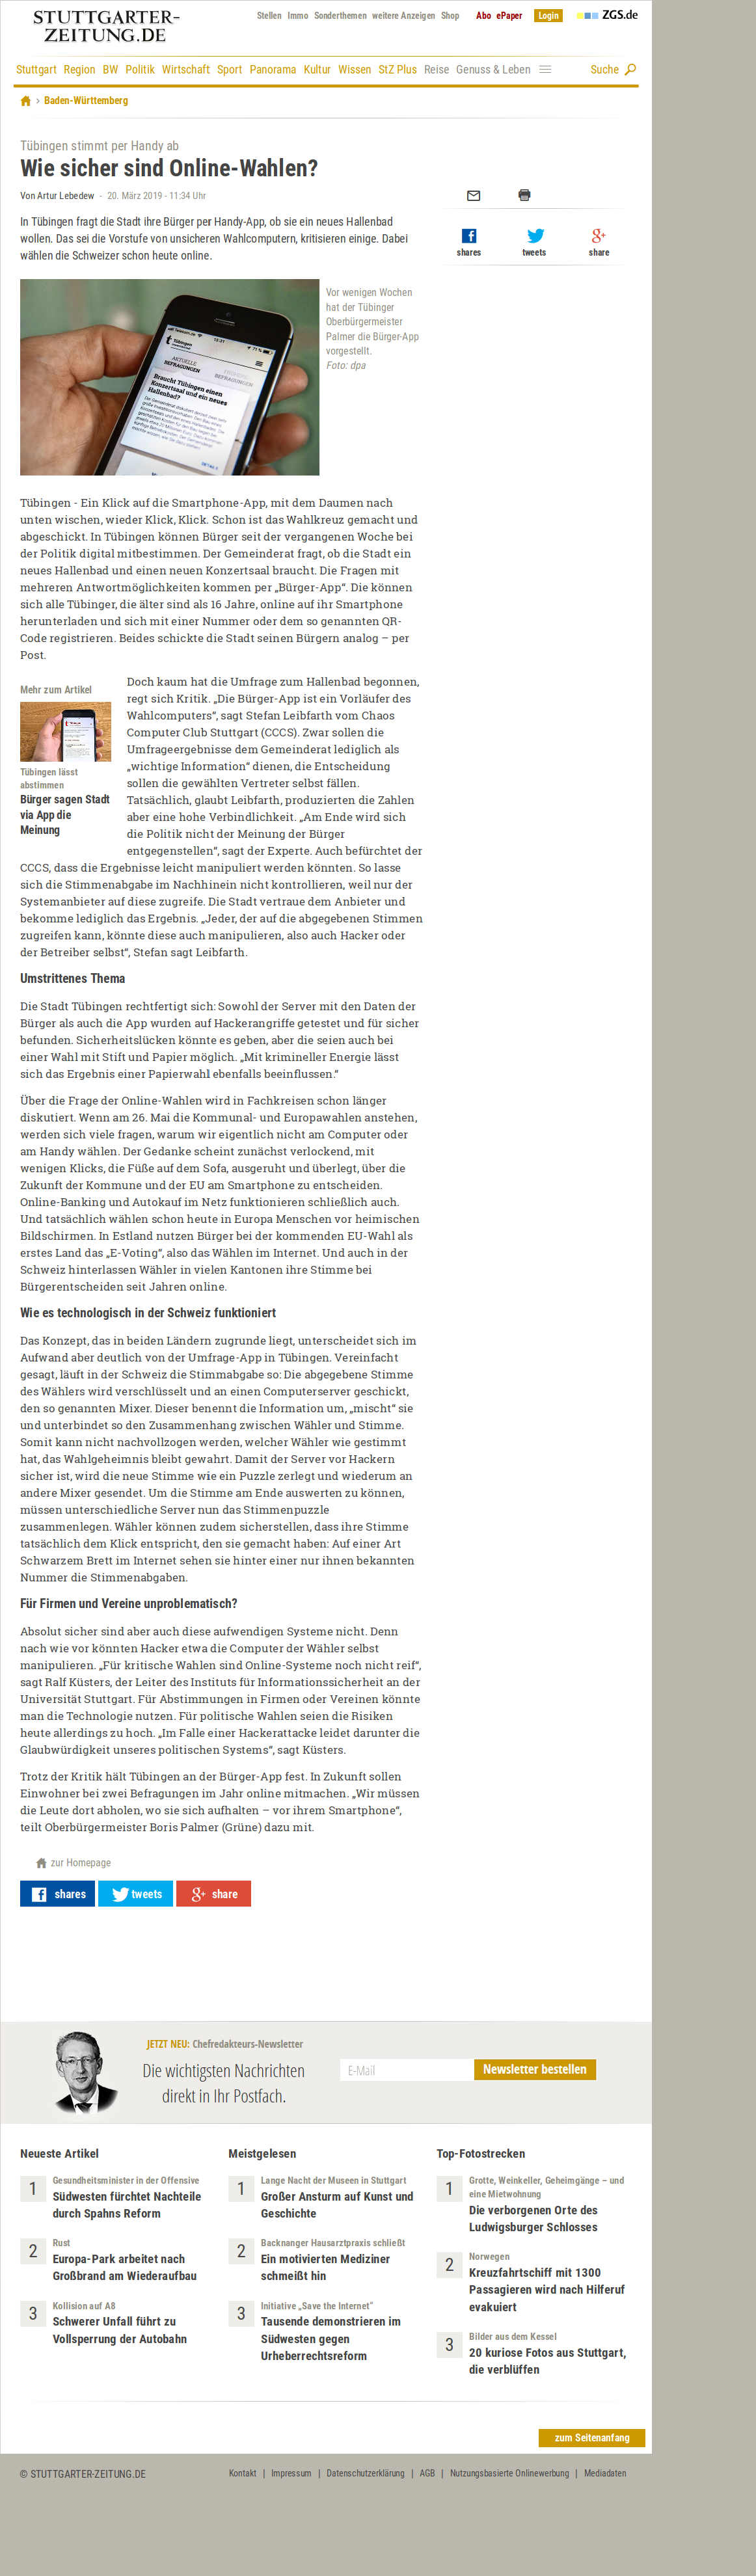 STUTTGARTER-
ZEITUNG.DE
Stellen Immo Sonderthemen weitere Anzeigen Shop Abo ePaper Login ZGS.de
Stuttgart Region BW Politik Wirtschaft Sport Panorama Kultur Wissen StZ Plus Reise Genuss & Leben Suche
Baden-Württemberg
Tübingen stimmt per Handy ab
Wie sicher sind Online-Wahlen?
Von Artur Lebedew - 20. März 2019 - 11:34 Uhr
In Tübingen fragt die Stadt ihre Bürger per Handy-App, ob sie ein neues Hallenbad
wollen. Das sei die Vorstufe von unsicheren Wahlcomputern, kritisieren einige. Dabei
wählen die Schweizer schon heute online.
shares tweets share
Telekom.de 13:31 71 %
Tübingen
Universitätsstadt
AKTUELLE
BEFRAGUNGEN
FRÜHERE
BEFRAGUNGEN
Braucht Tübingen einen
Konzertsaal und ein neues
Hallenbad?
DETAILS
Vor wenigen Wochen
hat der Tübinger
Oberbürgermeister
Palmer die Bürger-App
vorgestellt.
Foto: dpa
Tübingen - Ein Klick auf die Smartphone-App, mit dem Daumen nach
unten wischen, wieder Klick, Klick. Schon ist das Wahlkreuz gemacht und
abgeschickt. In Tübingen können Bürger seit der vergangenen Woche bei
der Politik digital mitbestimmen. Der Gemeinderat fragt, ob die Stadt ein
neues Hallenbad und einen neuen Konzertsaal braucht. Die Fragen mit
mehreren Antwortmöglichkeiten kommen per „Bürger-App“. Die können
sich alle Tübinger, die älter sind als 16 Jahre, online auf ihr Smartphone
herunterladen und sich mit einer Nummer oder dem so genannten QR-
Code registrieren. Beides schickte die Stadt seinen Bürgern analog – per
Post.
Mehr zum Artikel
Tübingen lässt
abstimmen
Bürger sagen Stadt
via App die
Meinung
Doch kaum hat die Umfrage zum Hallenbad begonnen,
regt sich Kritik. „Die Bürger-App ist ein Vorläufer des
Wahlcomputers“, sagt Stefan Leibfarth vom Chaos
Computer Club Stuttgart (CCCS). Zwar sollen die
Umfrageergebnisse dem Gemeinderat lediglich als
„wichtige Information“ dienen, die Entscheidung
sollen die gewählten Vertreter selbst fällen.
Tatsächlich, glaubt Leibfarth, produzierten die Zahlen
aber eine hohe Verbindlichkeit. „Am Ende wird sich
die Politik nicht der Meinung der Bürger
entgegenstellen“, sagt der Experte. Auch befürchtet der
CCCS, dass die Ergebnisse leicht manipuliert werden könnten. So lasse
sich die Stimmenabgabe im Nachhinein nicht kontrollieren, weil nur der
Systemanbieter auf diese zugreife. Die Stadt vertraue dem Anbieter und
bekomme lediglich das Ergebnis. „Jeder, der auf die abgegebenen Stimmen
zugreifen kann, könnte diese auch manipulieren, also auch Hacker oder
der Betreiber selbst“, Stefan sagt Leibfarth.
Umstrittenes Thema
Die Stadt Tübingen rechtfertigt sich: Sowohl der Server mit den Daten der
Bürger als auch die App wurden auf Hackerangriffe getestet und für sicher
befunden. Sicherheitslücken könnte es geben, aber die seien auch bei
einer Wahl mit Stift und Papier möglich. „Mit krimineller Energie lässt
sich das Ergebnis einer Papierwahl ebenfalls beeinflussen.“
Über die Frage der Online-Wahlen wird in Fachkreisen schon länger
diskutiert. Wenn am 26. Mai die Kommunal- und Europawahlen anstehen,
werden sich viele fragen, warum wir eigentlich nicht am Computer oder
am Handy wählen. Der Gedanke scheint zunächst verlockend, mit
wenigen Klicks, die Füße auf dem Sofa, ausgeruht und überlegt, über die
Zukunft der Kommune und der EU am Smartphone zu entscheiden.
Online-Banking und Autokauf im Netz funktionieren schließlich auch.
Und tatsächlich wählen schon heute in Europa Menschen vor heimischen
Bildschirmen. In Estland nutzen Bürger bei der kommenden EU-Wahl als
erstes Land das „E-Voting“, also das Wählen im Internet. Und auch in der
Schweiz hinterlassen Wähler in vielen Kantonen ihre Stimme bei
Bürgerentscheiden seit Jahren online.
Wie es technologisch in der Schweiz funktioniert
Das Konzept, das in beiden Ländern zugrunde liegt, unterscheidet sich im
Aufwand aber deutlich von der Umfrage-App in Tübingen. Vereinfacht
gesagt, läuft in der Schweiz die Stimmabgabe so: Die abgegebene Stimme
des Wählers wird verschlüsselt und an einen Computerserver geschickt,
den so genannten Mixer. Dieser benennt die Information um, „mischt“ sie
und unterbindet so den Zusammenhang zwischen Wähler und Stimme.
Somit kann nicht nachvollzogen werden, welcher Wähler wie gestimmt
hat, das Wahlgeheimnis bleibt gewahrt. Damit der Server vor Hackern
sicher ist, wird die neue Stimme wie ein Puzzle zerlegt und wiederum an
andere Mixer gesendet. Um die Stimme am Ende auswerten zu können,
müssen unterschiedliche Server nun das Stimmenpuzzle
zusammenlegen. Wähler können zudem sicherstellen, dass ihre Stimme
tatsächlich dem Klick entspricht, den sie gemacht haben: Auf einer Art
Schwarzem Brett im Internet sehen sie hinter einer nur ihnen bekannten
Nummer die Stimmenabgaben.
Für Firmen und Vereine unproblematisch?
Absolut sicher sind aber auch diese aufwendigen Systeme nicht. Denn
nach wie vor könnten Hacker etwa die Computer der Wähler selbst
manipulieren. „Für kritische Wahlen sind Online-Systeme noch nicht reif“,
sagt Ralf Küsters, der Leiter des Instituts für Informationssicherheit an der
Universität Stuttgart. Für Abstimmungen in Firmen oder Vereinen könnte
man die Technologie nutzen. Für politische Wahlen seien die Risiken
heute allerdings zu hoch. „Im Falle einer Hackerattacke leidet darunter die
Glaubwürdigkeit unseres politischen Systems“, sagt Küsters.
Trotz der Kritik hält Tübingen an der Bürger-App fest. In Zukunft sollen
Einwohner bei zwei Befragungen im Jahr online mitmachen. „Wir müssen
die Leute dort abholen, wo sie sich aufhalten – vor ihrem Smartphone“,
teilt Oberbürgermeister Boris Palmer (Grüne) dazu mit.
zur Homepage
shares tweets share
JETZT NEU: Chefredakteurs-Newsletter
Die wichtigsten Nachrichten
direkt in Ihr Postfach.
E-Mail Newsletter bestellen
Neueste Artikel
1 Gesundheitsminister in der Offensive
Südwesten fürchtet Nachteile
durch Spahns Reform
2 Rust
Europa-Park arbeitet nach
Großbrand am Wiederaufbau
3 Kollision auf A8
Schwerer Unfall führt zu
Vollsperrung der Autobahn
Meistgelesen
1 Lange Nacht der Museen in Stuttgart
Großer Ansturm auf Kunst und
Geschichte
2 Backnanger Hausarztpraxis schließt
Ein motivierten Mediziner
schmeißt hin
3 Initiative „Save the Internet“
Tausende demonstrieren im
Südwesten gegen
Urheberrechtsreform
Top-Fotostrecken
1 Grotte, Weinkeller, Geheimgänge – und
eine Mietwohnung
Die verborgenen Orte des
Ludwigsburger Schlosses
2 Norwegen
Kreuzfahrtschiff mit 1300
Passagieren wird nach Hilferuf
evakuiert
3 Bilder aus dem Kessel
20 kuriose Fotos aus Stuttgart,
die verblüffen
zum Seitenanfang
© STUTTGARTER-ZEITUNG.DE
Kontakt | Impressum | Datenschutzerklärung | AGB | Nutzungsbasierte Onlinewerbung | Mediadaten